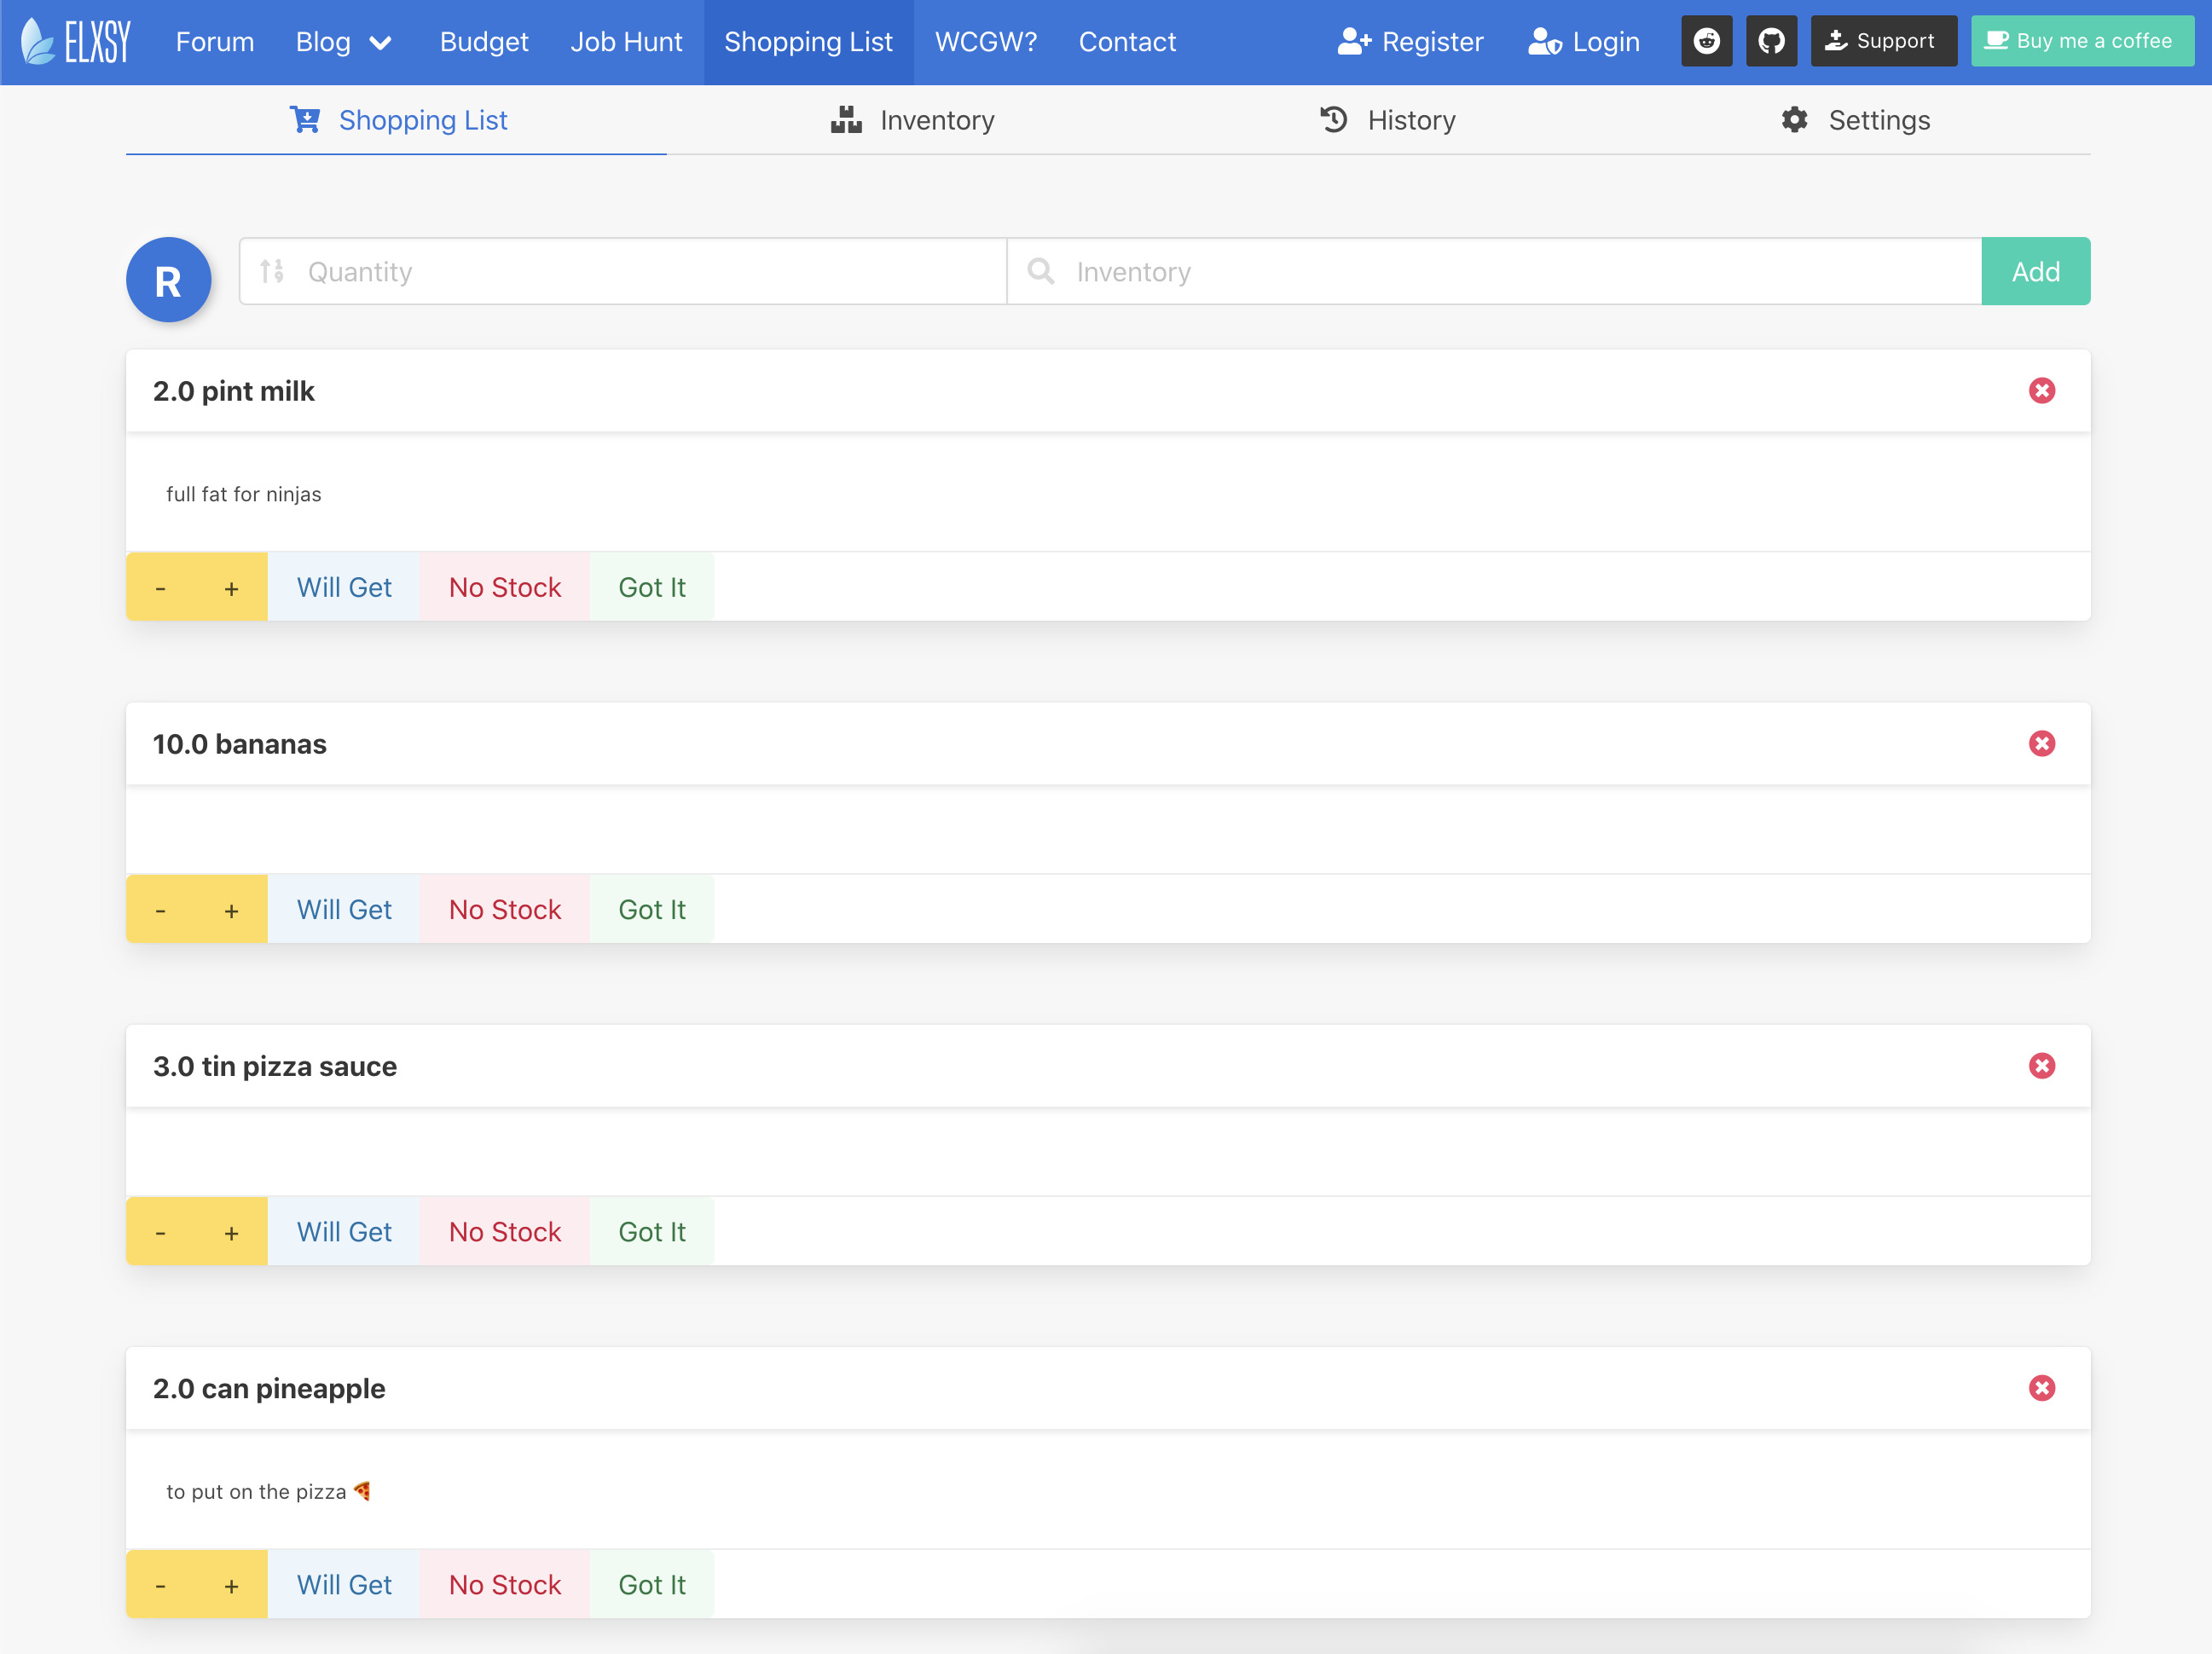 ELXSY Forum Blog Budget Job Hunt Shopping List WCGW? Contact Register Login Support Buy me a coffee
Shopping List Inventory History Settings
R Quantity Inventory Add
2.0 pint milk
full fat for ninjas
- + Will Get No Stock Got It
10.0 bananas
- + Will Get No Stock Got It
3.0 tin pizza sauce
- + Will Get No Stock Got It
2.0 can pineapple
to put on the pizza 🍕
- + Will Get No Stock Got It